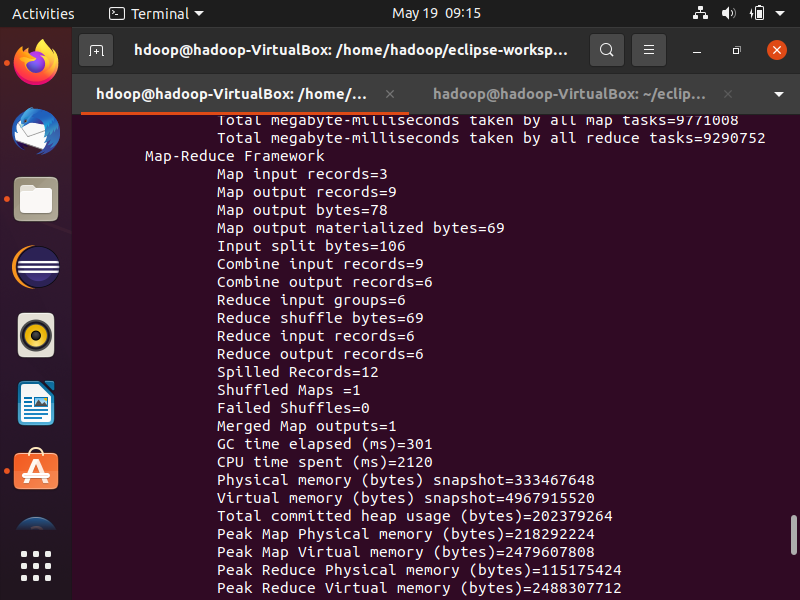 Activities
Terminal
May 19 09:15
hdoop@hadoop-VirtualBox: /home/hadoop/eclipse-worksp...
hdoop@hadoop-VirtualBox: /home/...
hadoop@hadoop-VirtualBox: ~/eclip...
Total megabyte-milliseconds taken by all map tasks=9771008
Total megabyte-milliseconds taken by all reduce tasks=9290752
Map-Reduce Framework
Map input records=3
Map output records=9
Map output bytes=78
Map output materialized bytes=69
Input split bytes=106
Combine input records=9
Combine output records=6
Reduce input groups=6
Reduce shuffle bytes=69
Reduce input records=6
Reduce output records=6
Spilled Records=12
Shuffled Maps =1
Failed Shuffles=0
Merged Map outputs=1
GC time elapsed (ms)=301
CPU time spent (ms)=2120
Physical memory (bytes) snapshot=333467648
Virtual memory (bytes) snapshot=4967915520
Total committed heap usage (bytes)=202379264
Peak Map Physical memory (bytes)=218292224
Peak Map Virtual memory (bytes)=2479607808
Peak Reduce Physical memory (bytes)=115175424
Peak Reduce Virtual memory (bytes)=2488307712